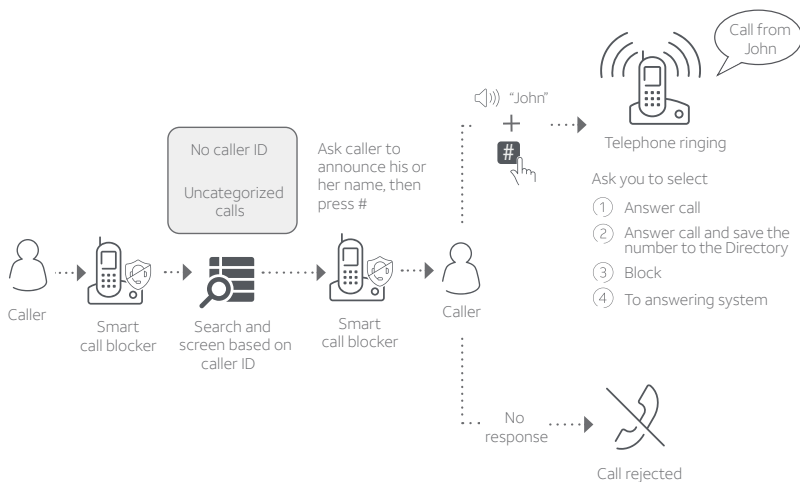 Call from
John
"John"
+
#
Telephone ringing
No caller ID
Uncategorized
calls
Ask caller to
announce his or
her name, then
press #
Ask you to select
1 Answer call
2 Answer call and save the
number to the Directory
3 Block
4 To answering system
Caller
Smart
call blocker
Search and
screen based on
caller ID
Smart
call blocker
Caller
No
response
Call rejected